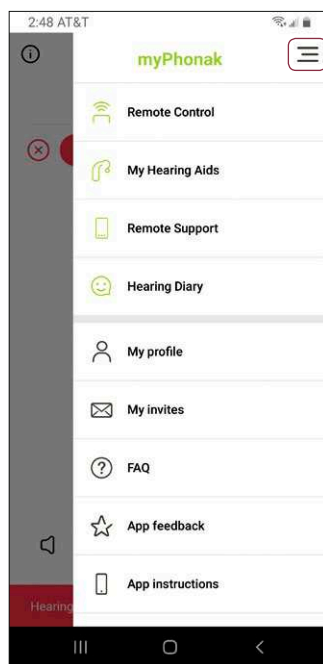 2:48 AT&T
myPhonak
Remote Control
My Hearing Aids
Remote Support
Hearing Diary
My profile
My invites
FAQ
App feedback
App instructions
Hearing